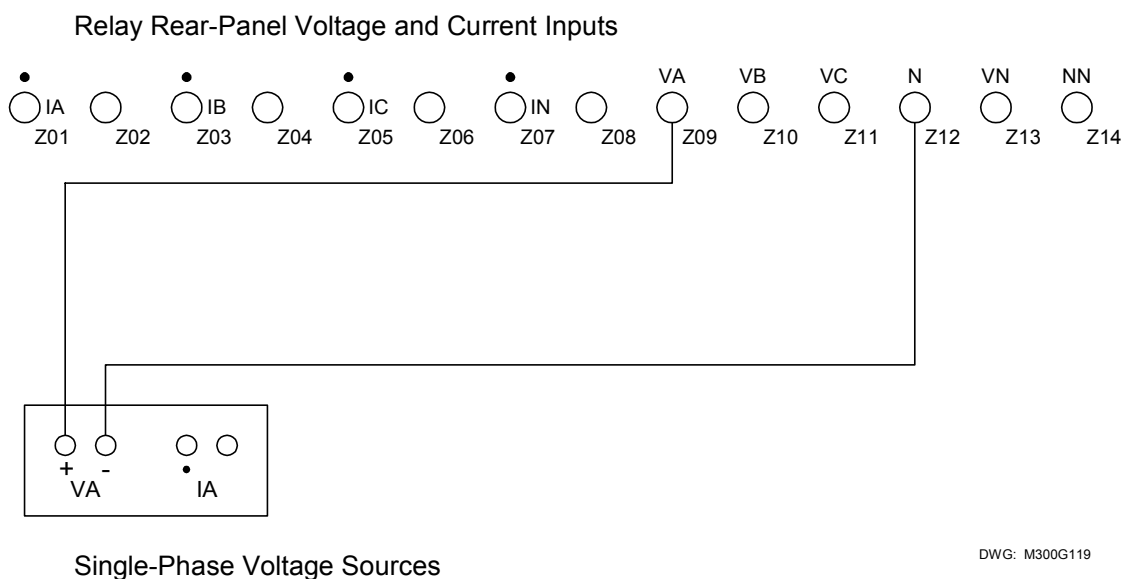 Relay Rear-Panel Voltage and Current Inputs
VA VB VC N VN NN
IA IB IC IN
Z01 Z02 Z03 Z04 Z05 Z06 Z07 Z08 Z09 Z10 Z11 Z12 Z13 Z14
+ -
VA IA
DWG: M300G119
Single-Phase Voltage Sources